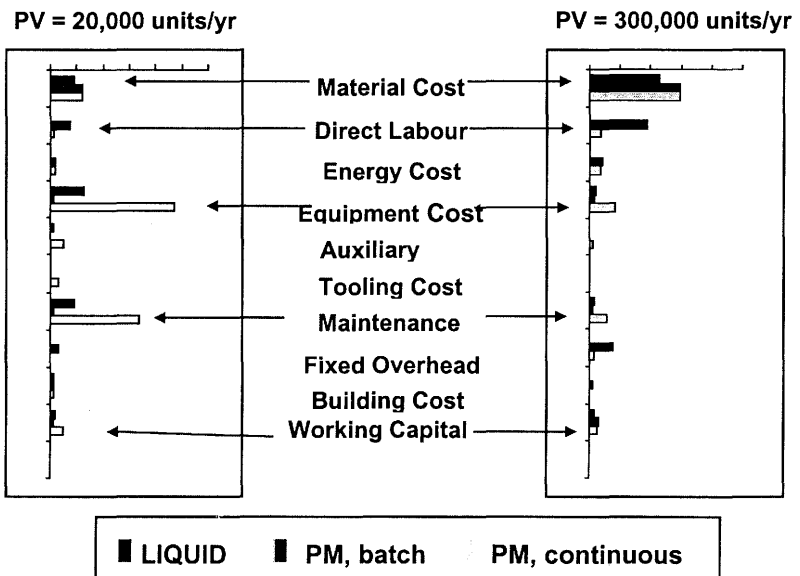 PV = 20,000 units/yr
PV = 300,000 units/yr
Material Cost
Direct Labour
Energy Cost
Equipment Cost
Auxiliary
Tooling Cost
Maintenance
Fixed Overhead
Building Cost
Working Capital
LIQUID PM, batch PM, continuous